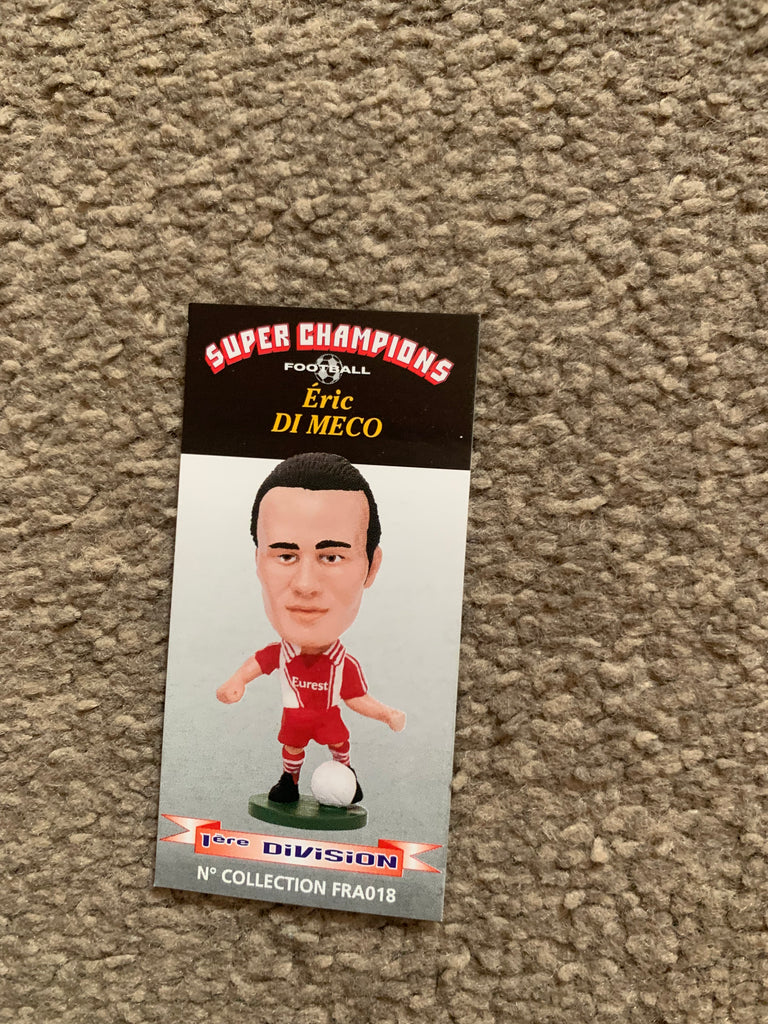 SUPER CHAMPIONS
FOOTBALL
Éric
DI MECO
Eurest
1ère DiViSiON
N° COLLECTION FRA018